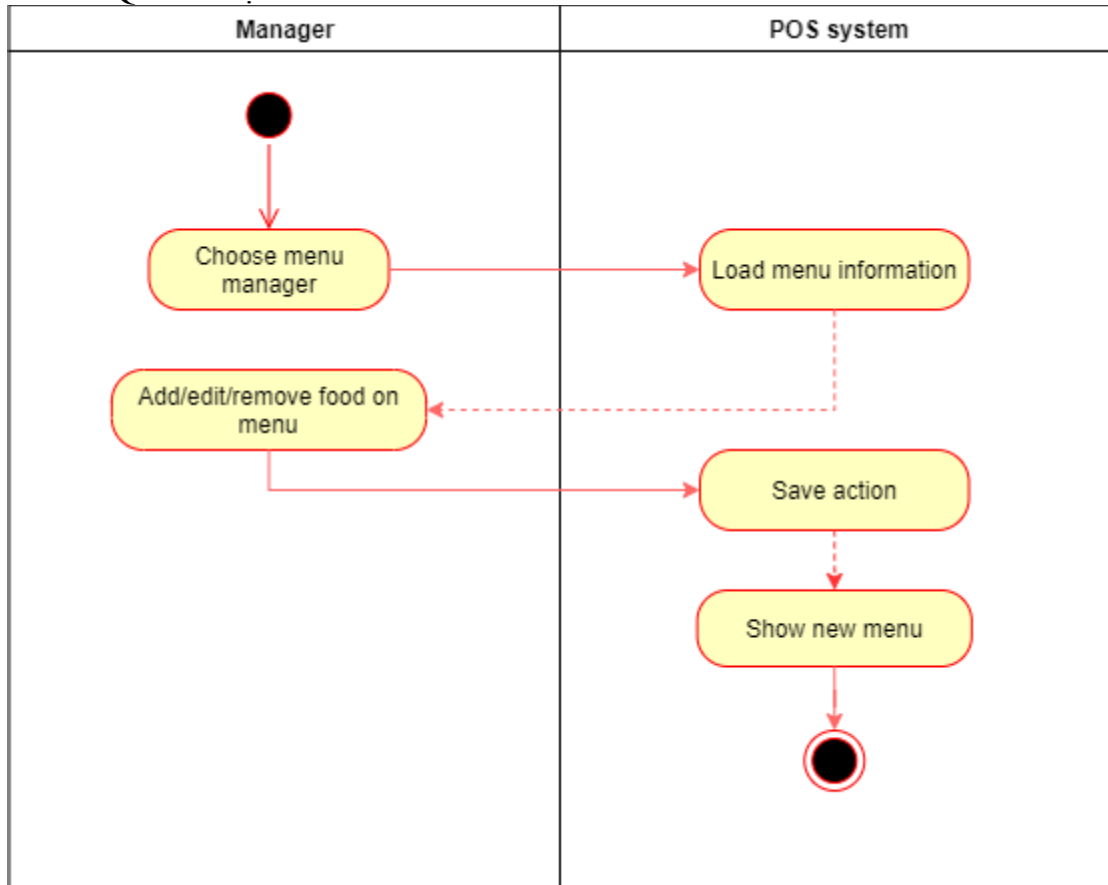 Manager
POS system
Choose menu
manager
Load menu information
Add/edit/remove food on
menu
Save action
Show new menu